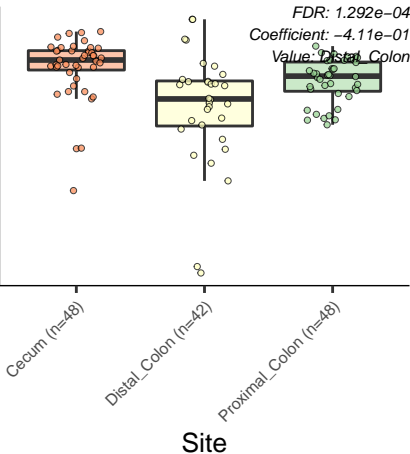 FDR: 1.292e−04
Coefficient: −4.11e−01
Value: Distal_Colon
Cecum (n=48)
Distal_Colon (n=42)
Proximal_Colon (n=48)
Site